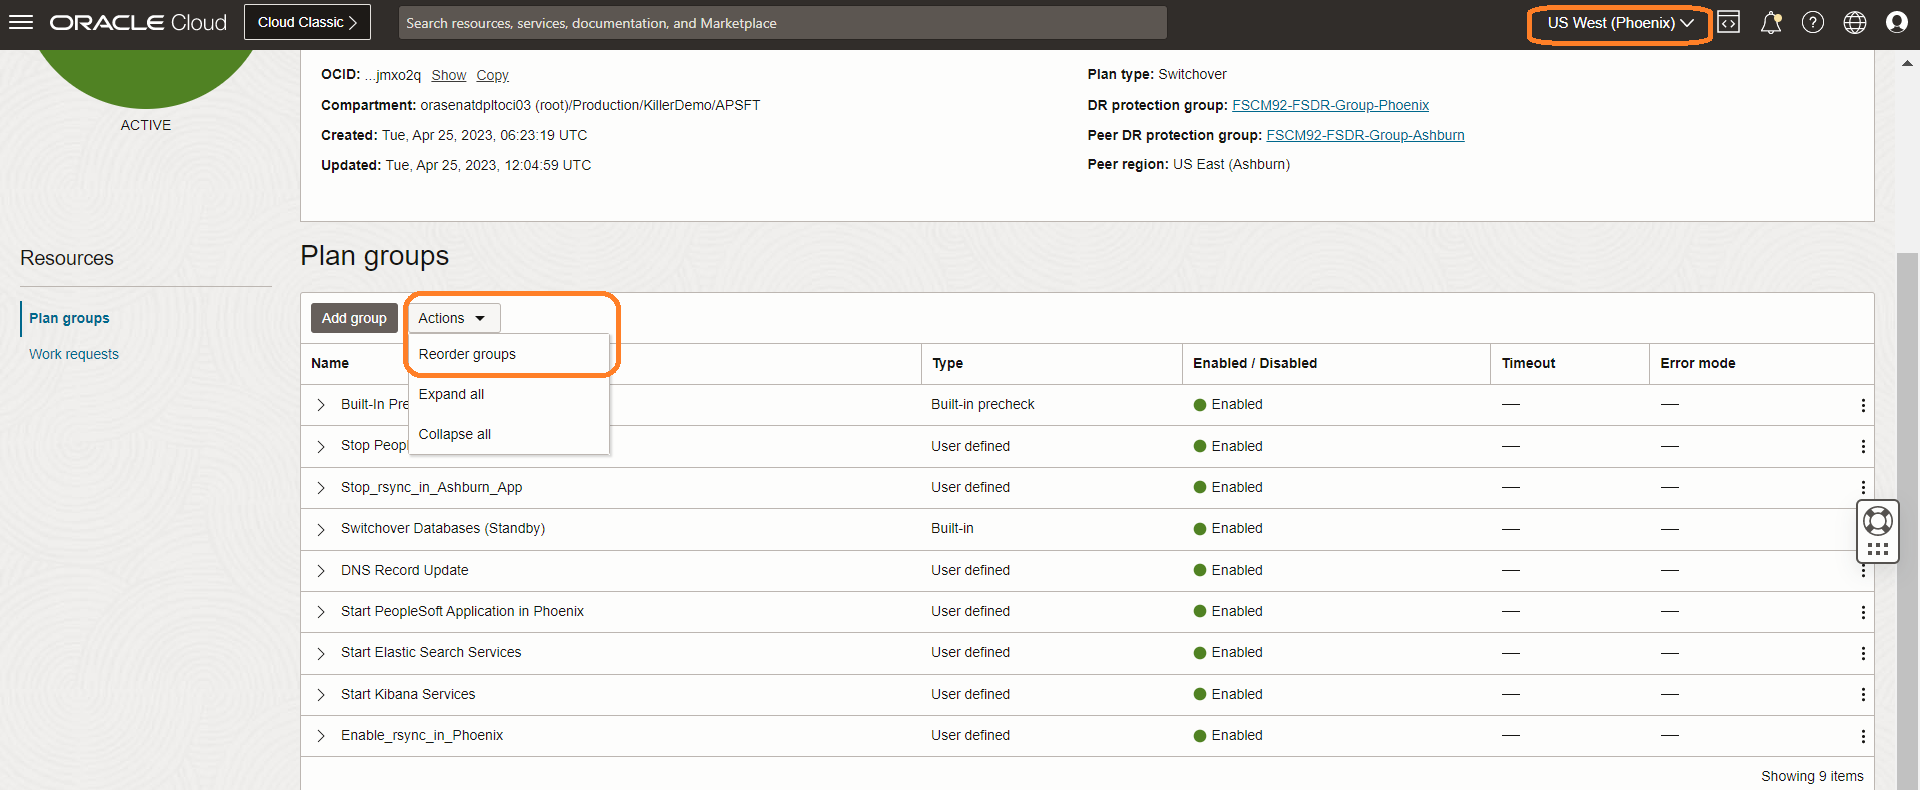 ORACLE Cloud
Cloud Classic
Search resources, services, documentation, and Marketplace
US West (Phoenix)
ACTIVE
OCID: ...jmxo2q Show Copy
Compartment: orasenatdpltoci03 (root)/Production/KillerDemo/APSFT
Created: Tue, Apr 25, 2023, 06:23:19 UTC
Updated: Tue, Apr 25, 2023, 12:04:59 UTC
Plan type: Switchover
DR protection group: FSCM92-FSDR-Group-Phoenix
Peer DR protection group: FSCM92-FSDR-Group-Ashburn
Peer region: US East (Ashburn)
Resources
Plan groups
Work requests
Plan groups
Add group
Actions
Reorder groups
Expand all
Collapse all
Name Type Enabled / Disabled Timeout Error mode
Built-In Pre Built-in precheck Enabled — —
Stop Peopl User defined Enabled — —
Stop_rsync_in_Ashburn_App User defined Enabled — —
Switchover Databases (Standby) Built-in Enabled — —
DNS Record Update User defined Enabled — —
Start PeopleSoft Application in Phoenix User defined Enabled — —
Start Elastic Search Services User defined Enabled — —
Start Kibana Services User defined Enabled — —
Enable_rsync_in_Phoenix User defined Enabled — —
Showing 9 items